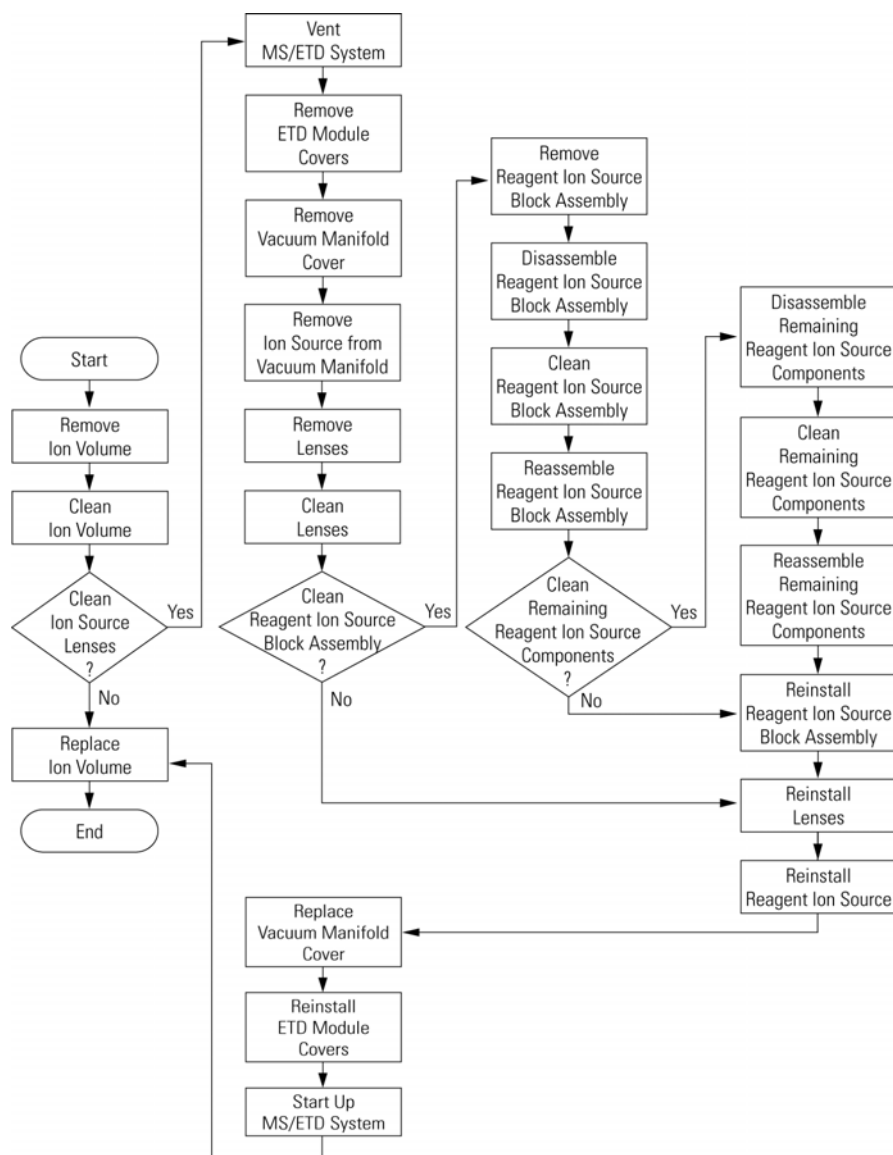 Start
Remove
Ion Volume
Clean
Ion Volume
Clean
Ion Source
Lenses
?
Yes
No
Replace
Ion Volume
End
Vent
MS/ETD System
Remove
ETD Module
Covers
Remove
Vacuum Manifold
Cover
Remove
Ion Source from
Vacuum Manifold
Remove
Lenses
Clean
Lenses
Clean
Reagent Ion Source
Block Assembly
?
Yes
No
Remove
Reagent Ion Source
Block Assembly
Disassemble
Reagent Ion Source
Block Assembly
Clean
Reagent Ion Source
Block Assembly
Reassemble
Reagent Ion Source
Block Assembly
Clean
Remaining
Reagent Ion Source
Components
?
Yes
No
Disassemble
Remaining
Reagent Ion Source
Components
Clean
Remaining
Reagent Ion Source
Components
Reassemble
Remaining
Reagent Ion Source
Components
Reinstall
Reagent Ion Source
Block Assembly
Reinstall
Lenses
Reinstall
Reagent Ion Source
Replace
Vacuum Manifold
Cover
Reinstall
ETD Module
Covers
Start Up
MS/ETD System